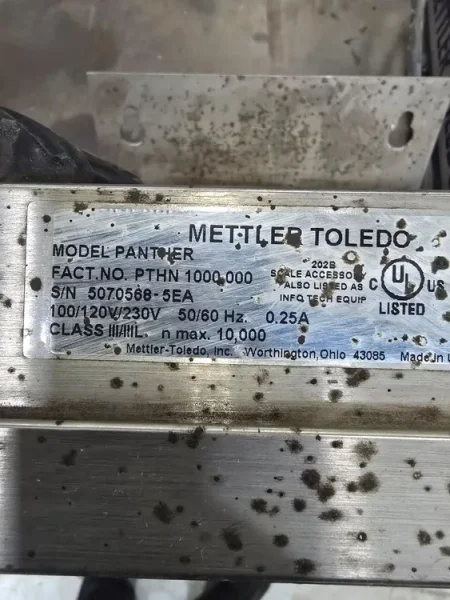 METTLER TOLEDO
MODEL PANTHER
FACT.NO. PTHN 1000,000
S/N 5070568-5EA
100/120V/230V 50/60 Hz. 0.25A
CLASS III/IIIL n max. 10,000
Mettler-Toledo, Inc. Worthington,Ohio 43085 Made in
202B
SCALE ACCESSO
ALSO LISTED AS
INFO TECH EQUIP
C UL US
LISTED